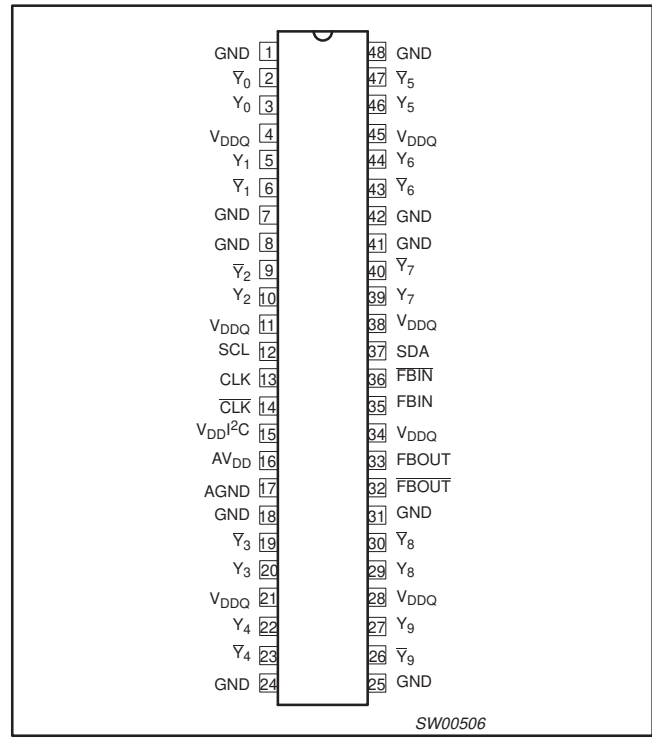 GND 1 48 GND
Y̅0 2 47 Y̅5
Y0 3 46 Y5
VDDQ 4 45 VDDQ
Y1 5 44 Y6
Y̅1 6 43 Y̅6
GND 7 42 GND
GND 8 41 GND
Y̅2 9 40 Y̅7
Y2 10 39 Y7
VDDQ 11 38 VDDQ
SCL 12 37 SDA
CLK 13 36 F̅B̅I̅N̅
C̅L̅K̅ 14 35 FBIN
VDDI²C 15 34 VDDQ
AVDD 16 33 FBOUT
AGND 17 32 F̅B̅O̅U̅T̅
GND 18 31 GND
Y̅3 19 30 Y̅8
Y3 20 29 Y8
VDDQ 21 28 VDDQ
Y4 22 27 Y9
Y̅4 23 26 Y̅9
GND 24 25 GND
SW00506